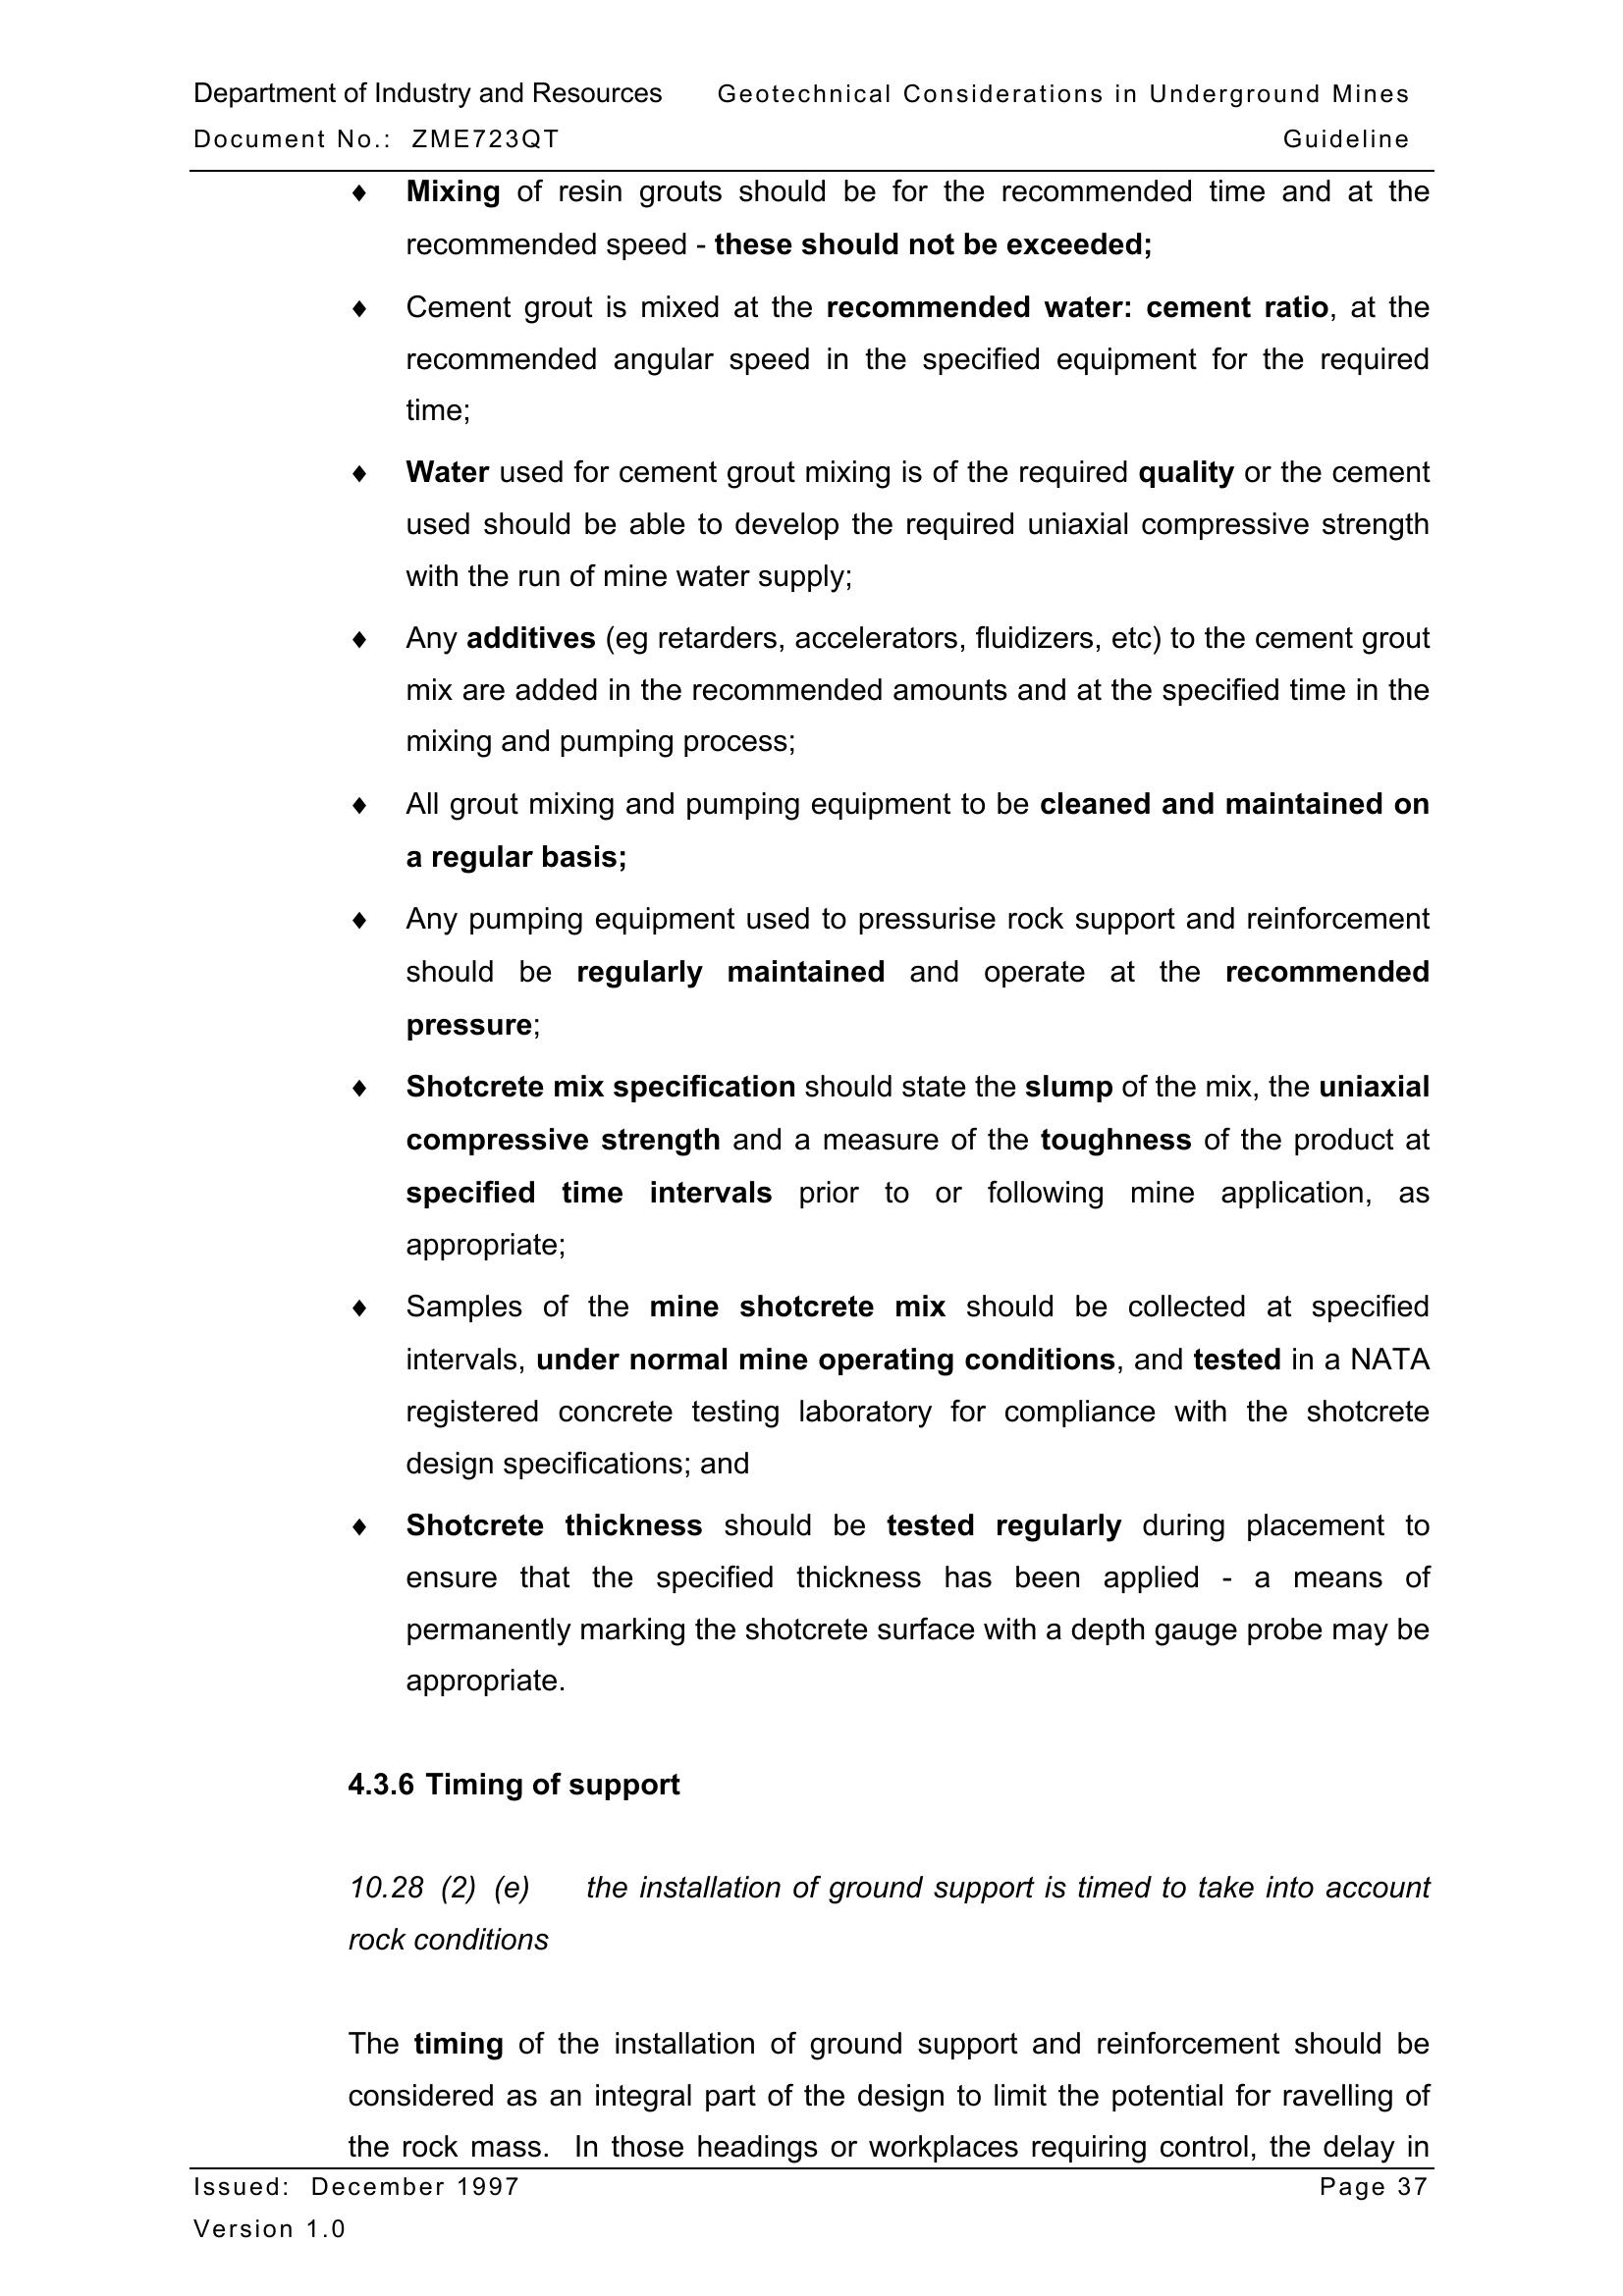 Department of Industry and Resources Geotechnical Considerations in Underground Mines
Document No.: ZME723QT Guideline
♦ Mixing of resin grouts should be for the recommended time and at the
recommended speed - these should not be exceeded;
♦ Cement grout is mixed at the recommended water: cement ratio, at the
recommended angular speed in the specified equipment for the required
time;
♦ Water used for cement grout mixing is of the required quality or the cement
used should be able to develop the required uniaxial compressive strength
with the run of mine water supply;
♦ Any additives (eg retarders, accelerators, fluidizers, etc) to the cement grout
mix are added in the recommended amounts and at the specified time in the
mixing and pumping process;
♦ All grout mixing and pumping equipment to be cleaned and maintained on
a regular basis;
♦ Any pumping equipment used to pressurise rock support and reinforcement
should be regularly maintained and operate at the recommended
pressure;
♦ Shotcrete mix specification should state the slump of the mix, the uniaxial
compressive strength and a measure of the toughness of the product at
specified time intervals prior to or following mine application, as
appropriate;
♦ Samples of the mine shotcrete mix should be collected at specified
intervals, under normal mine operating conditions, and tested in a NATA
registered concrete testing laboratory for compliance with the shotcrete
design specifications; and
♦ Shotcrete thickness should be tested regularly during placement to
ensure that the specified thickness has been applied - a means of
permanently marking the shotcrete surface with a depth gauge probe may be
appropriate.
4.3.6 Timing of support
10.28 (2) (e) the installation of ground support is timed to take into account
rock conditions
The timing of the installation of ground support and reinforcement should be
considered as an integral part of the design to limit the potential for ravelling of
the rock mass. In those headings or workplaces requiring control, the delay in
Issued: December 1997 Page 37
Version 1.0